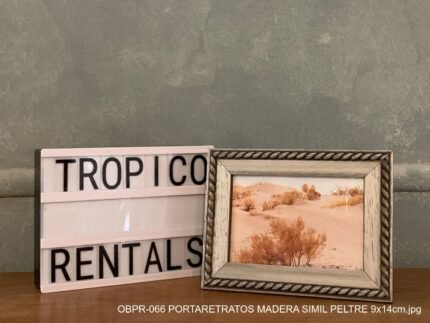 TROPICO
RENTALS
OBPR-066 PORTARETRATOS MADERA SIMIL PELTRE 9x14cm.jpg